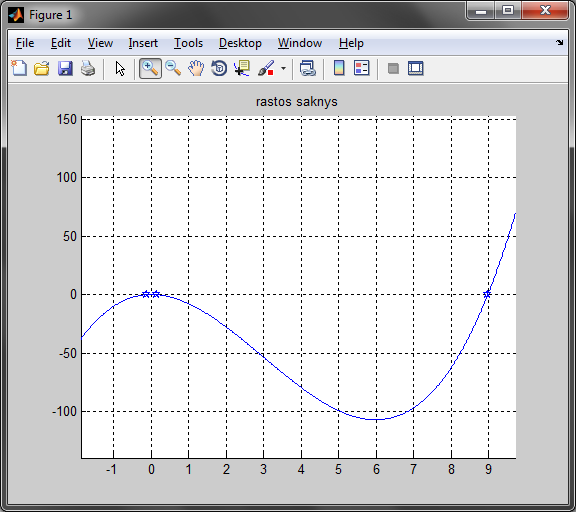 Figure 1
File Edit View Insert Tools Desktop Window Help
rastos saknys
150
100
50
0
-50
-100
-1 0 1 2 3 4 5 6 7 8 9